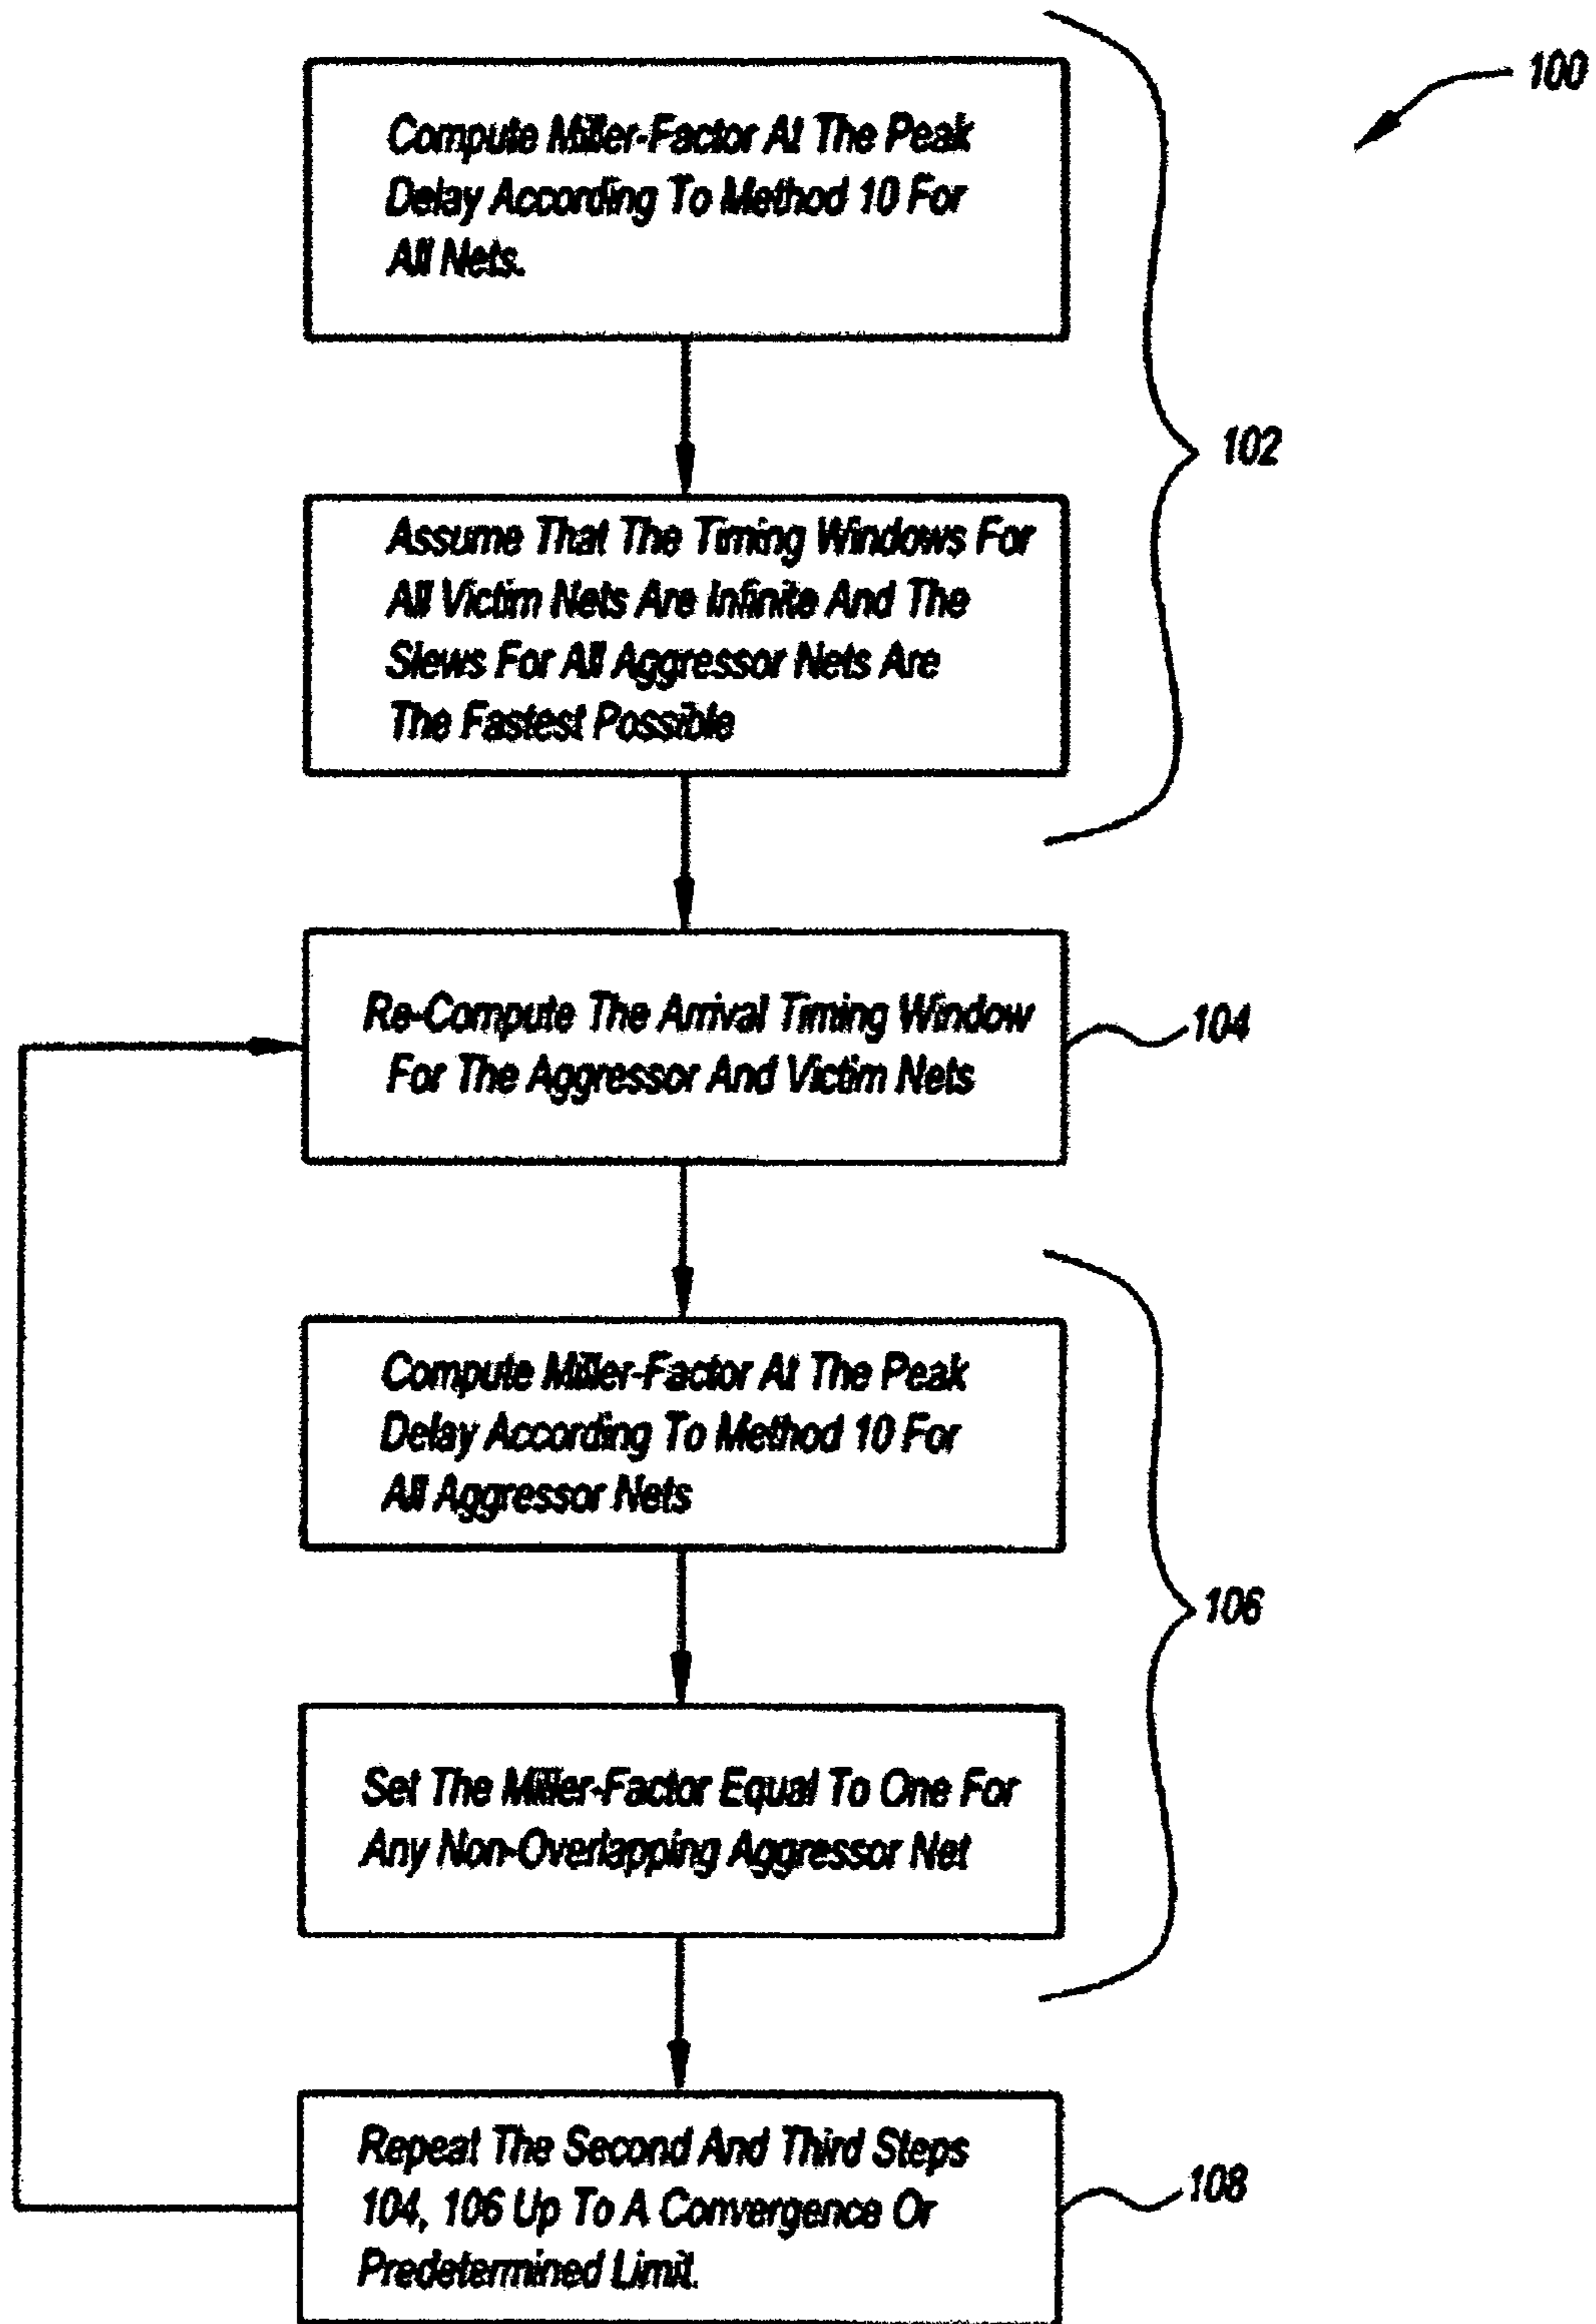 100
Compute Miller-Factor At The Peak
Delay According To Method 10 For
All Nets.
102
Assume That The Timing Windows For
All Victim Nets Are Infinite And The
Slews For All Aggressor Nets Are
The Fastest Possible
Re-Compute The Arrival Timing Window
For The Aggressor And Victim Nets
104
Compute Miller-Factor At The Peak
Delay According To Method 10 For
All Aggressor Nets
106
Set The Miller-Factor Equal To One For
Any Non-Overlapping Aggressor Net
Repeat The Second And Third Steps
104, 106 Up To A Convergence Or
Predetermined Limit.
108